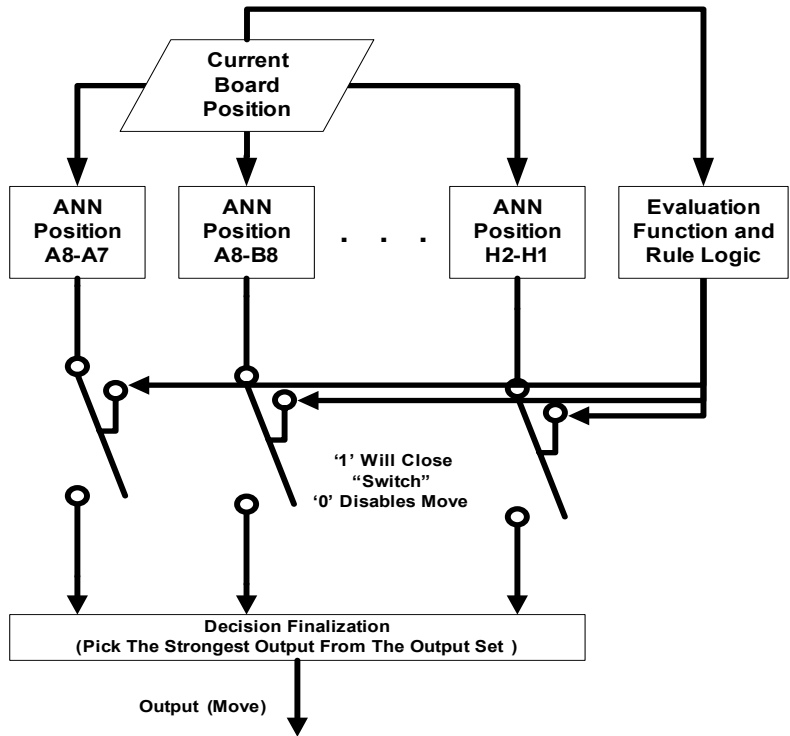 Current
Board
Position
ANN
Position
A8-A7
ANN
Position
A8-B8
. . .
ANN
Position
H2-H1
Evaluation
Function and
Rule Logic
‘1’ Will Close
“Switch”
‘0’ Disables Move
Decision Finalization
(Pick The Strongest Output From The Output Set )
Output (Move)